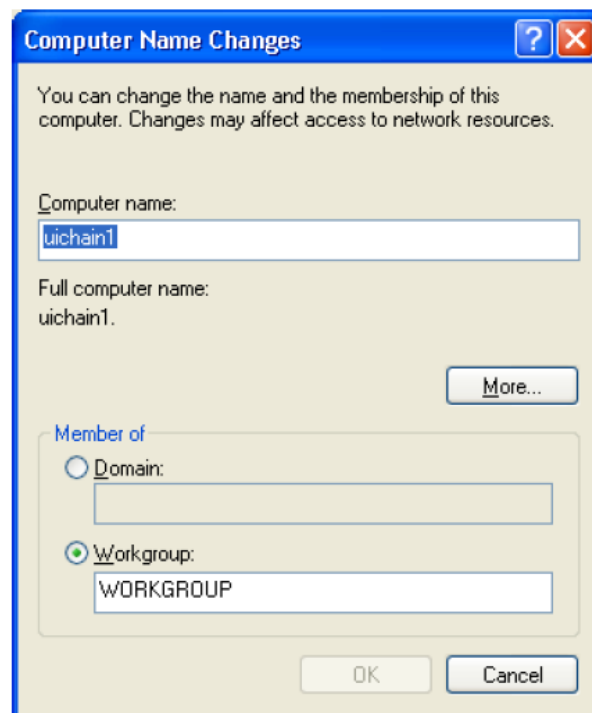 Computer Name Changes
You can change the name and the membership of this
computer. Changes may affect access to network resources.
Computer name:
uichain1
Full computer name:
uichain1.
More...
Member of
Domain:
Workgroup:
WORKGROUP
OK Cancel